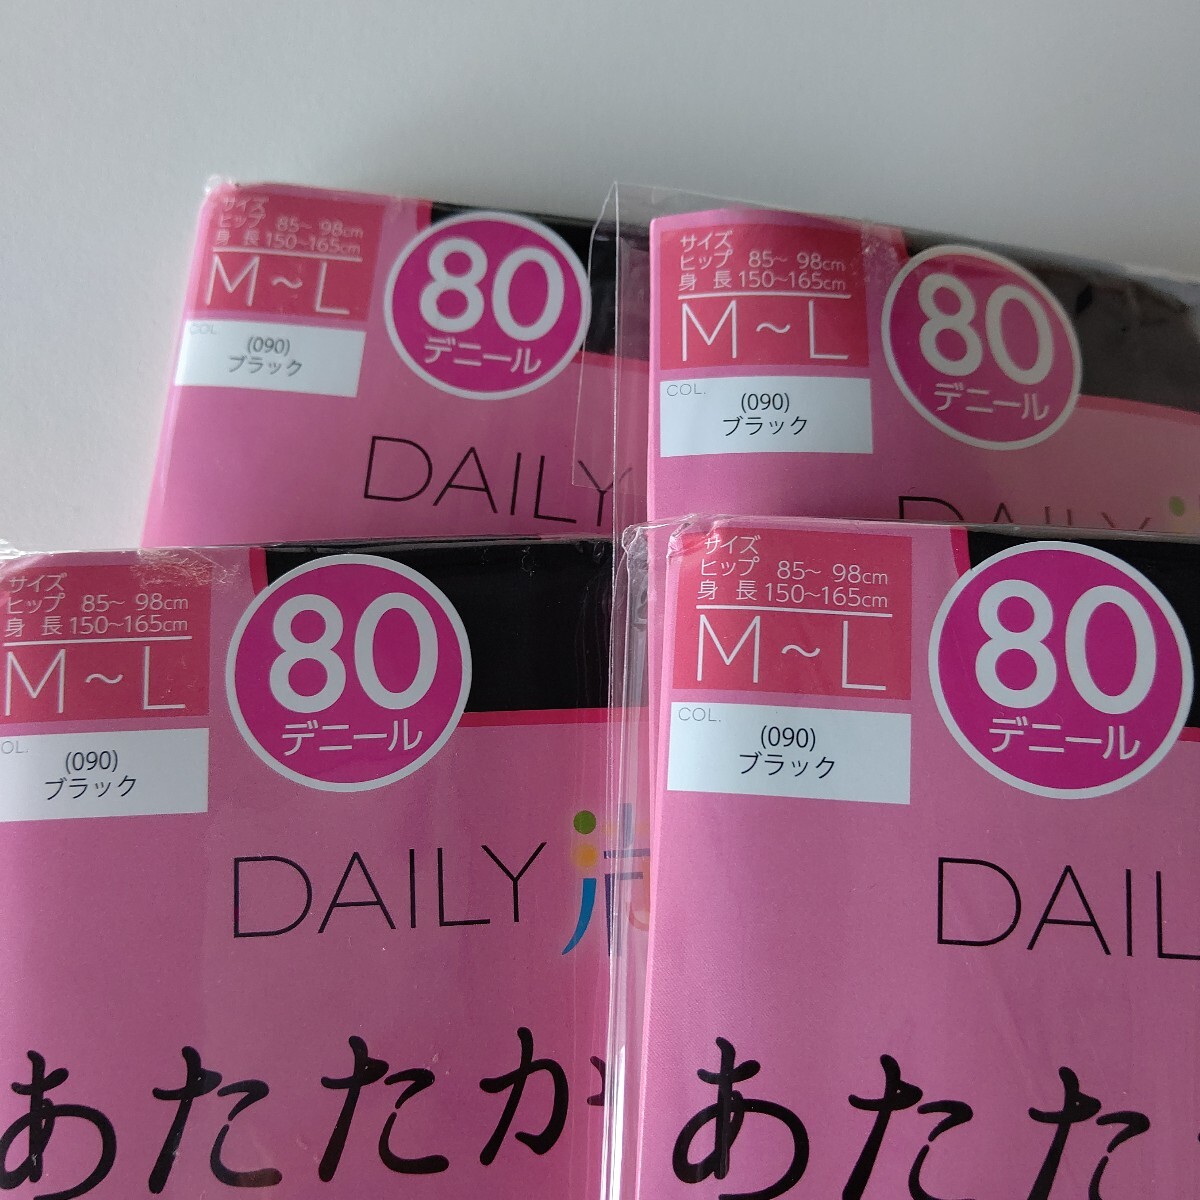 サイズ
ヒップ 85～ 98cm
身 長 150～165cm
M～L
COL.
(090)
ブラック
80
デニール
DAILY
サイズ
ヒップ 85～ 98cm
身 長 150～165cm
M～L
COL.
(090)
ブラック
80
デニール
DAILY
サイズ
ヒップ 85～ 98cm
身 長 150～165cm
M～L
OL.
(090)
ブラック
80
デニール
DAILY
あたたか
サイズ
ヒップ 85～ 98cm
身 長 150～165cm
M～L
COL.
(090)
ブラック
80
デニール
DAIL
あたた